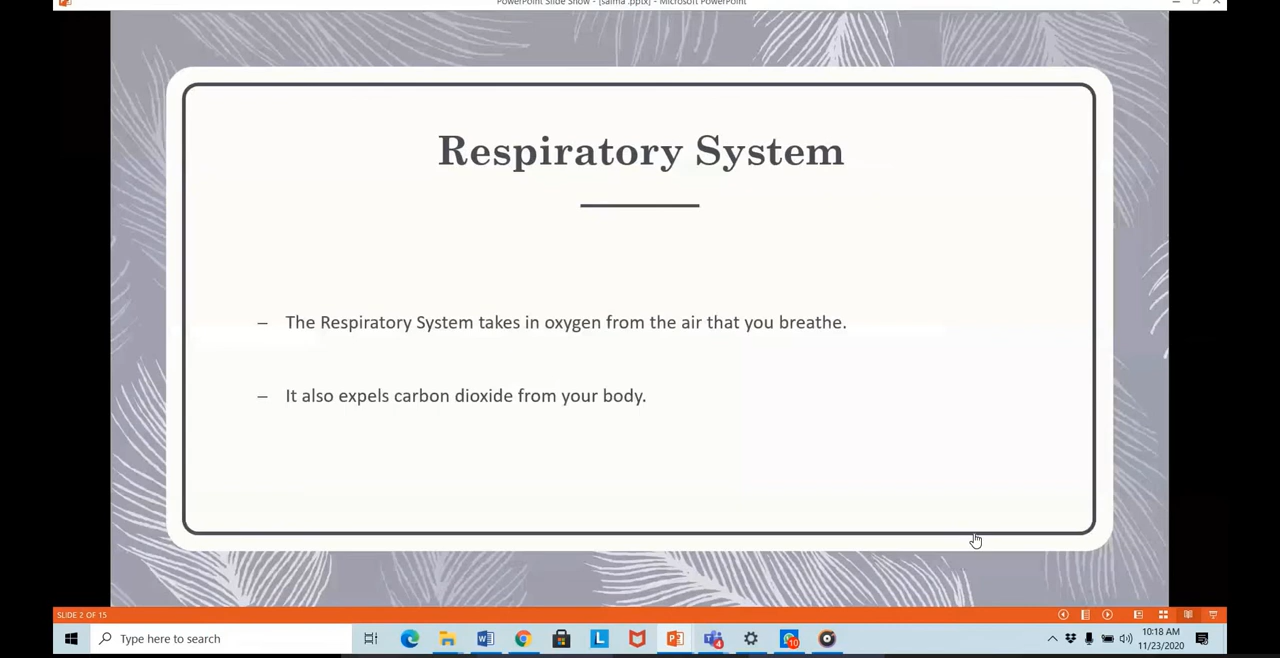 PowerPoint Slide Show - [salma .pptx] - Microsoft PowerPoint
Respiratory System
– The Respiratory System takes in oxygen from the air that you breathe.
– It also expels carbon dioxide from your body.
SLIDE 2 OF 15
Type here to search
L
4
10
10:18 AM
11/23/2020